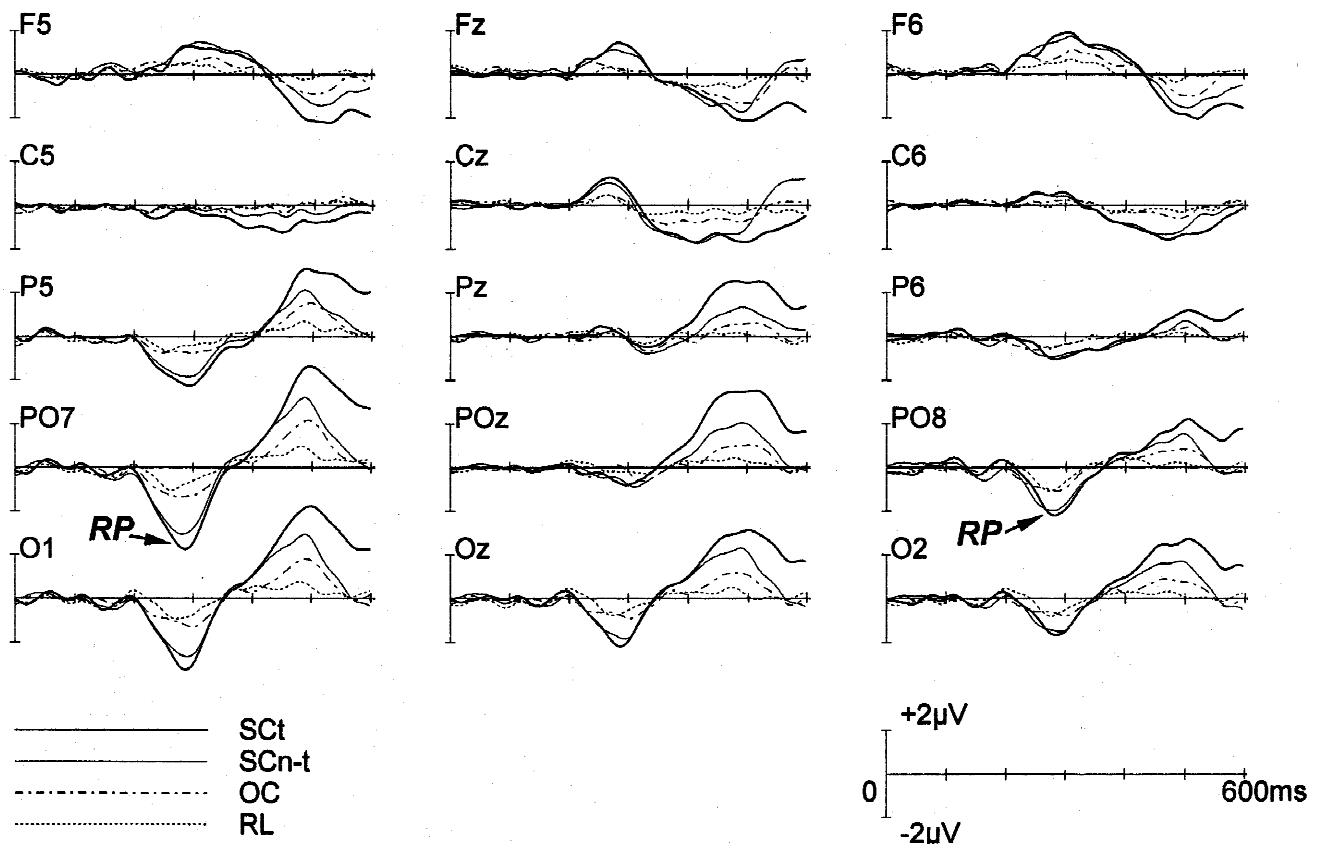 F5 Fz F6
C5 Cz C6
P5 Pz P6
PO7 POz PO8
RP RP
O1 Oz O2
SCt
SCn-t
OC
RL
+2µV
0 600ms
-2µV